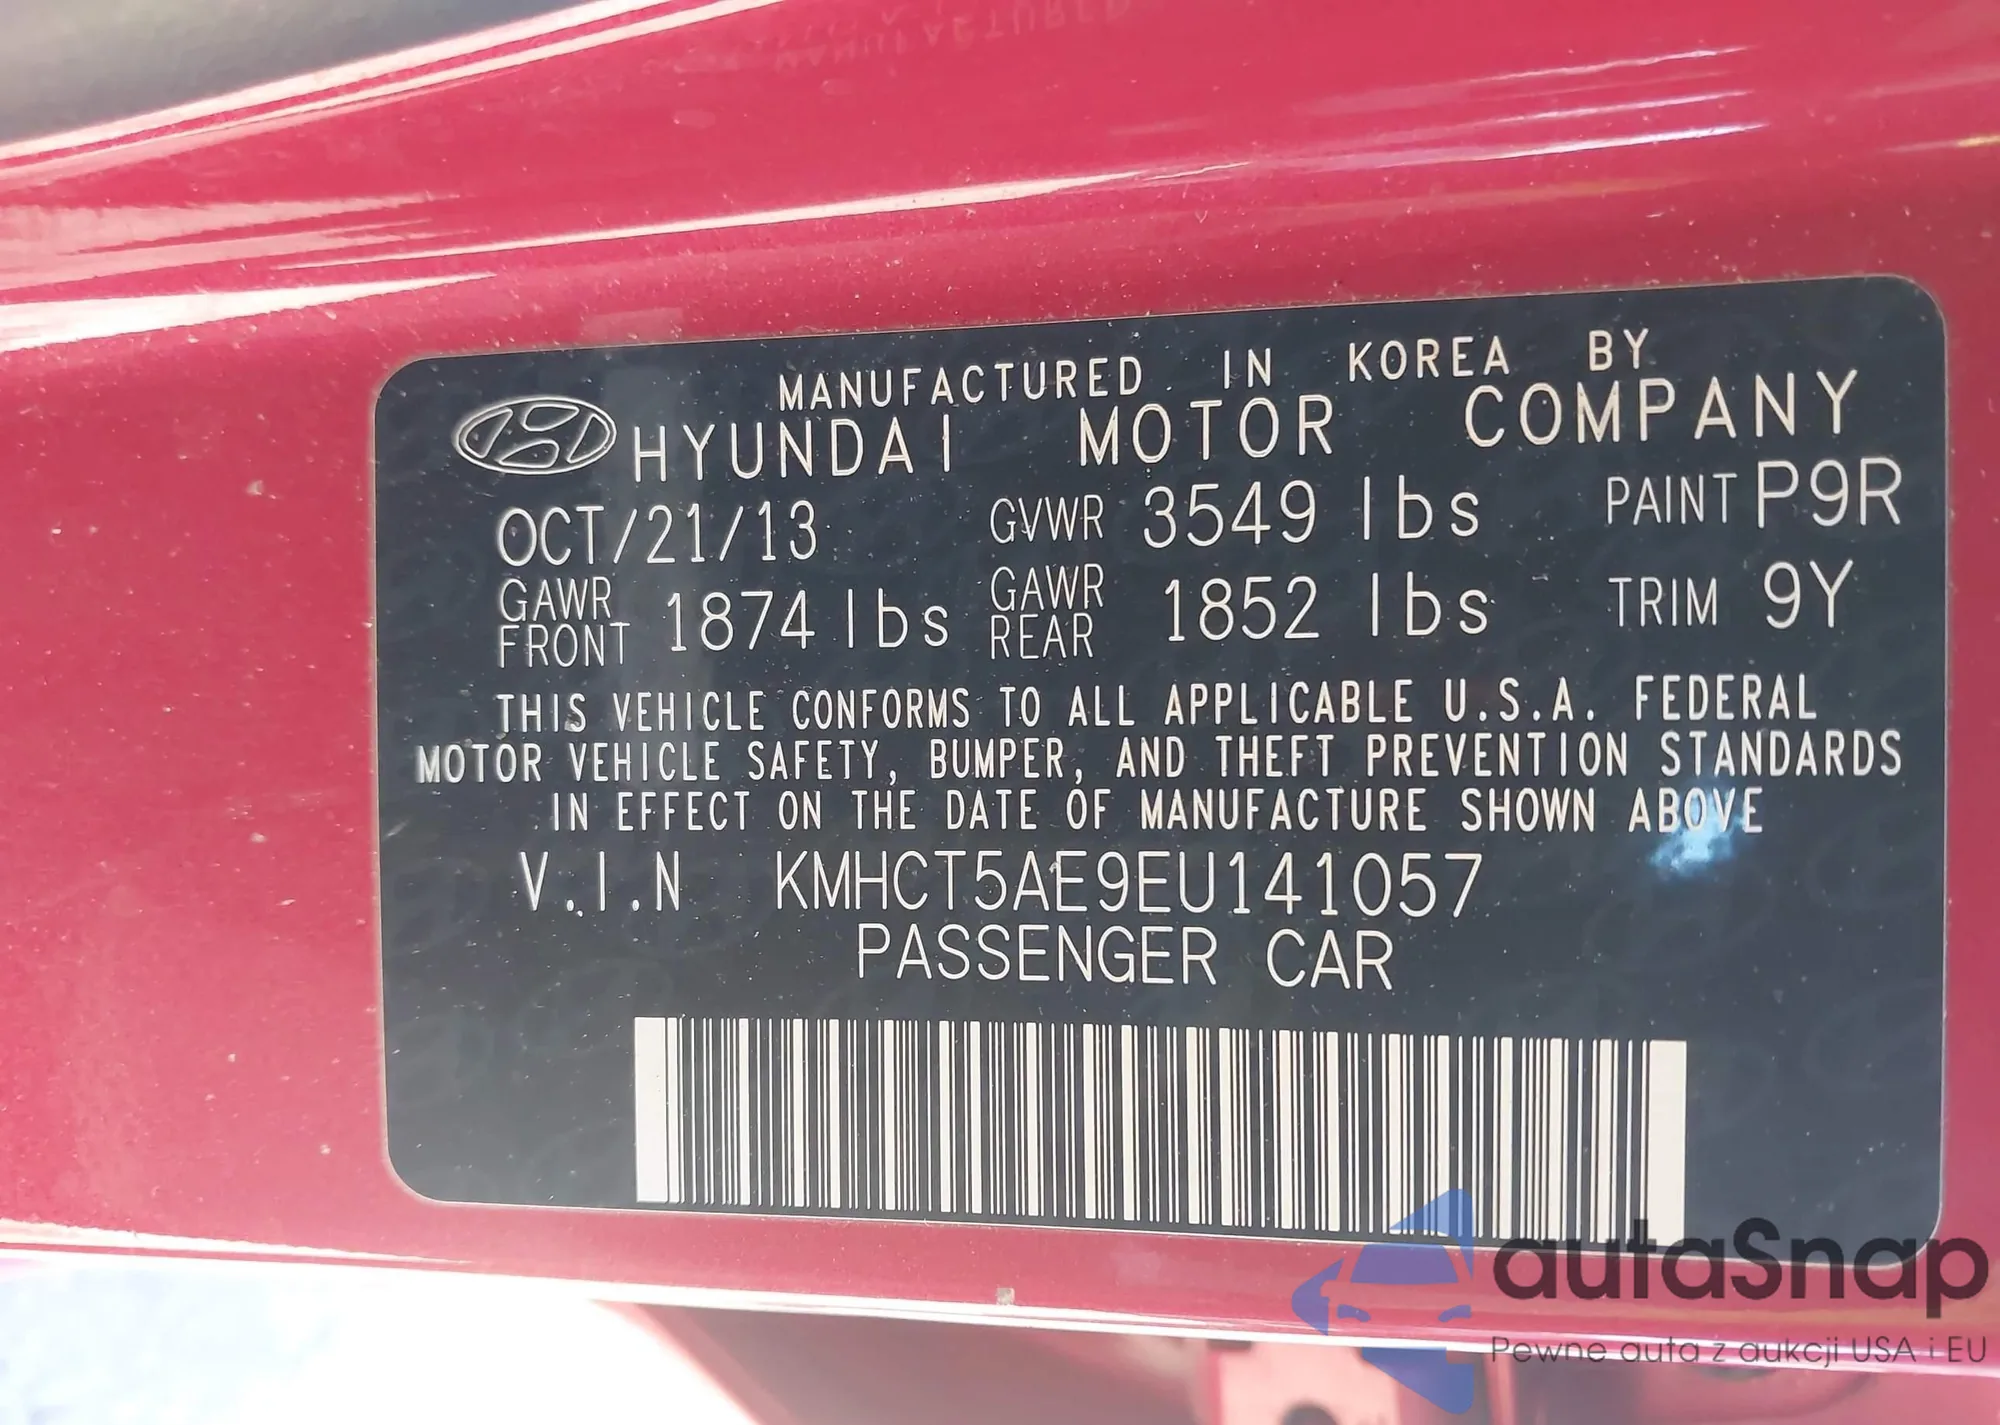 MANUFACTURED IN KOREA BY
HYUNDAI MOTOR COMPANY
OCT/21/13 GVWR 3549 lbs PAINT P9R
GAWR FRONT 1874 lbs GAWR REAR 1852 lbs TRIM 9Y
THIS VEHICLE CONFORMS TO ALL APPLICABLE U.S.A. FEDERAL
MOTOR VEHICLE SAFETY, BUMPER, AND THEFT PREVENTION STANDARDS
IN EFFECT ON THE DATE OF MANUFACTURE SHOWN ABOVE
V.I.N KMHCT5AE9EU141057
PASSENGER CAR
autaSnap
Pewne auta z aukcji USA i EU